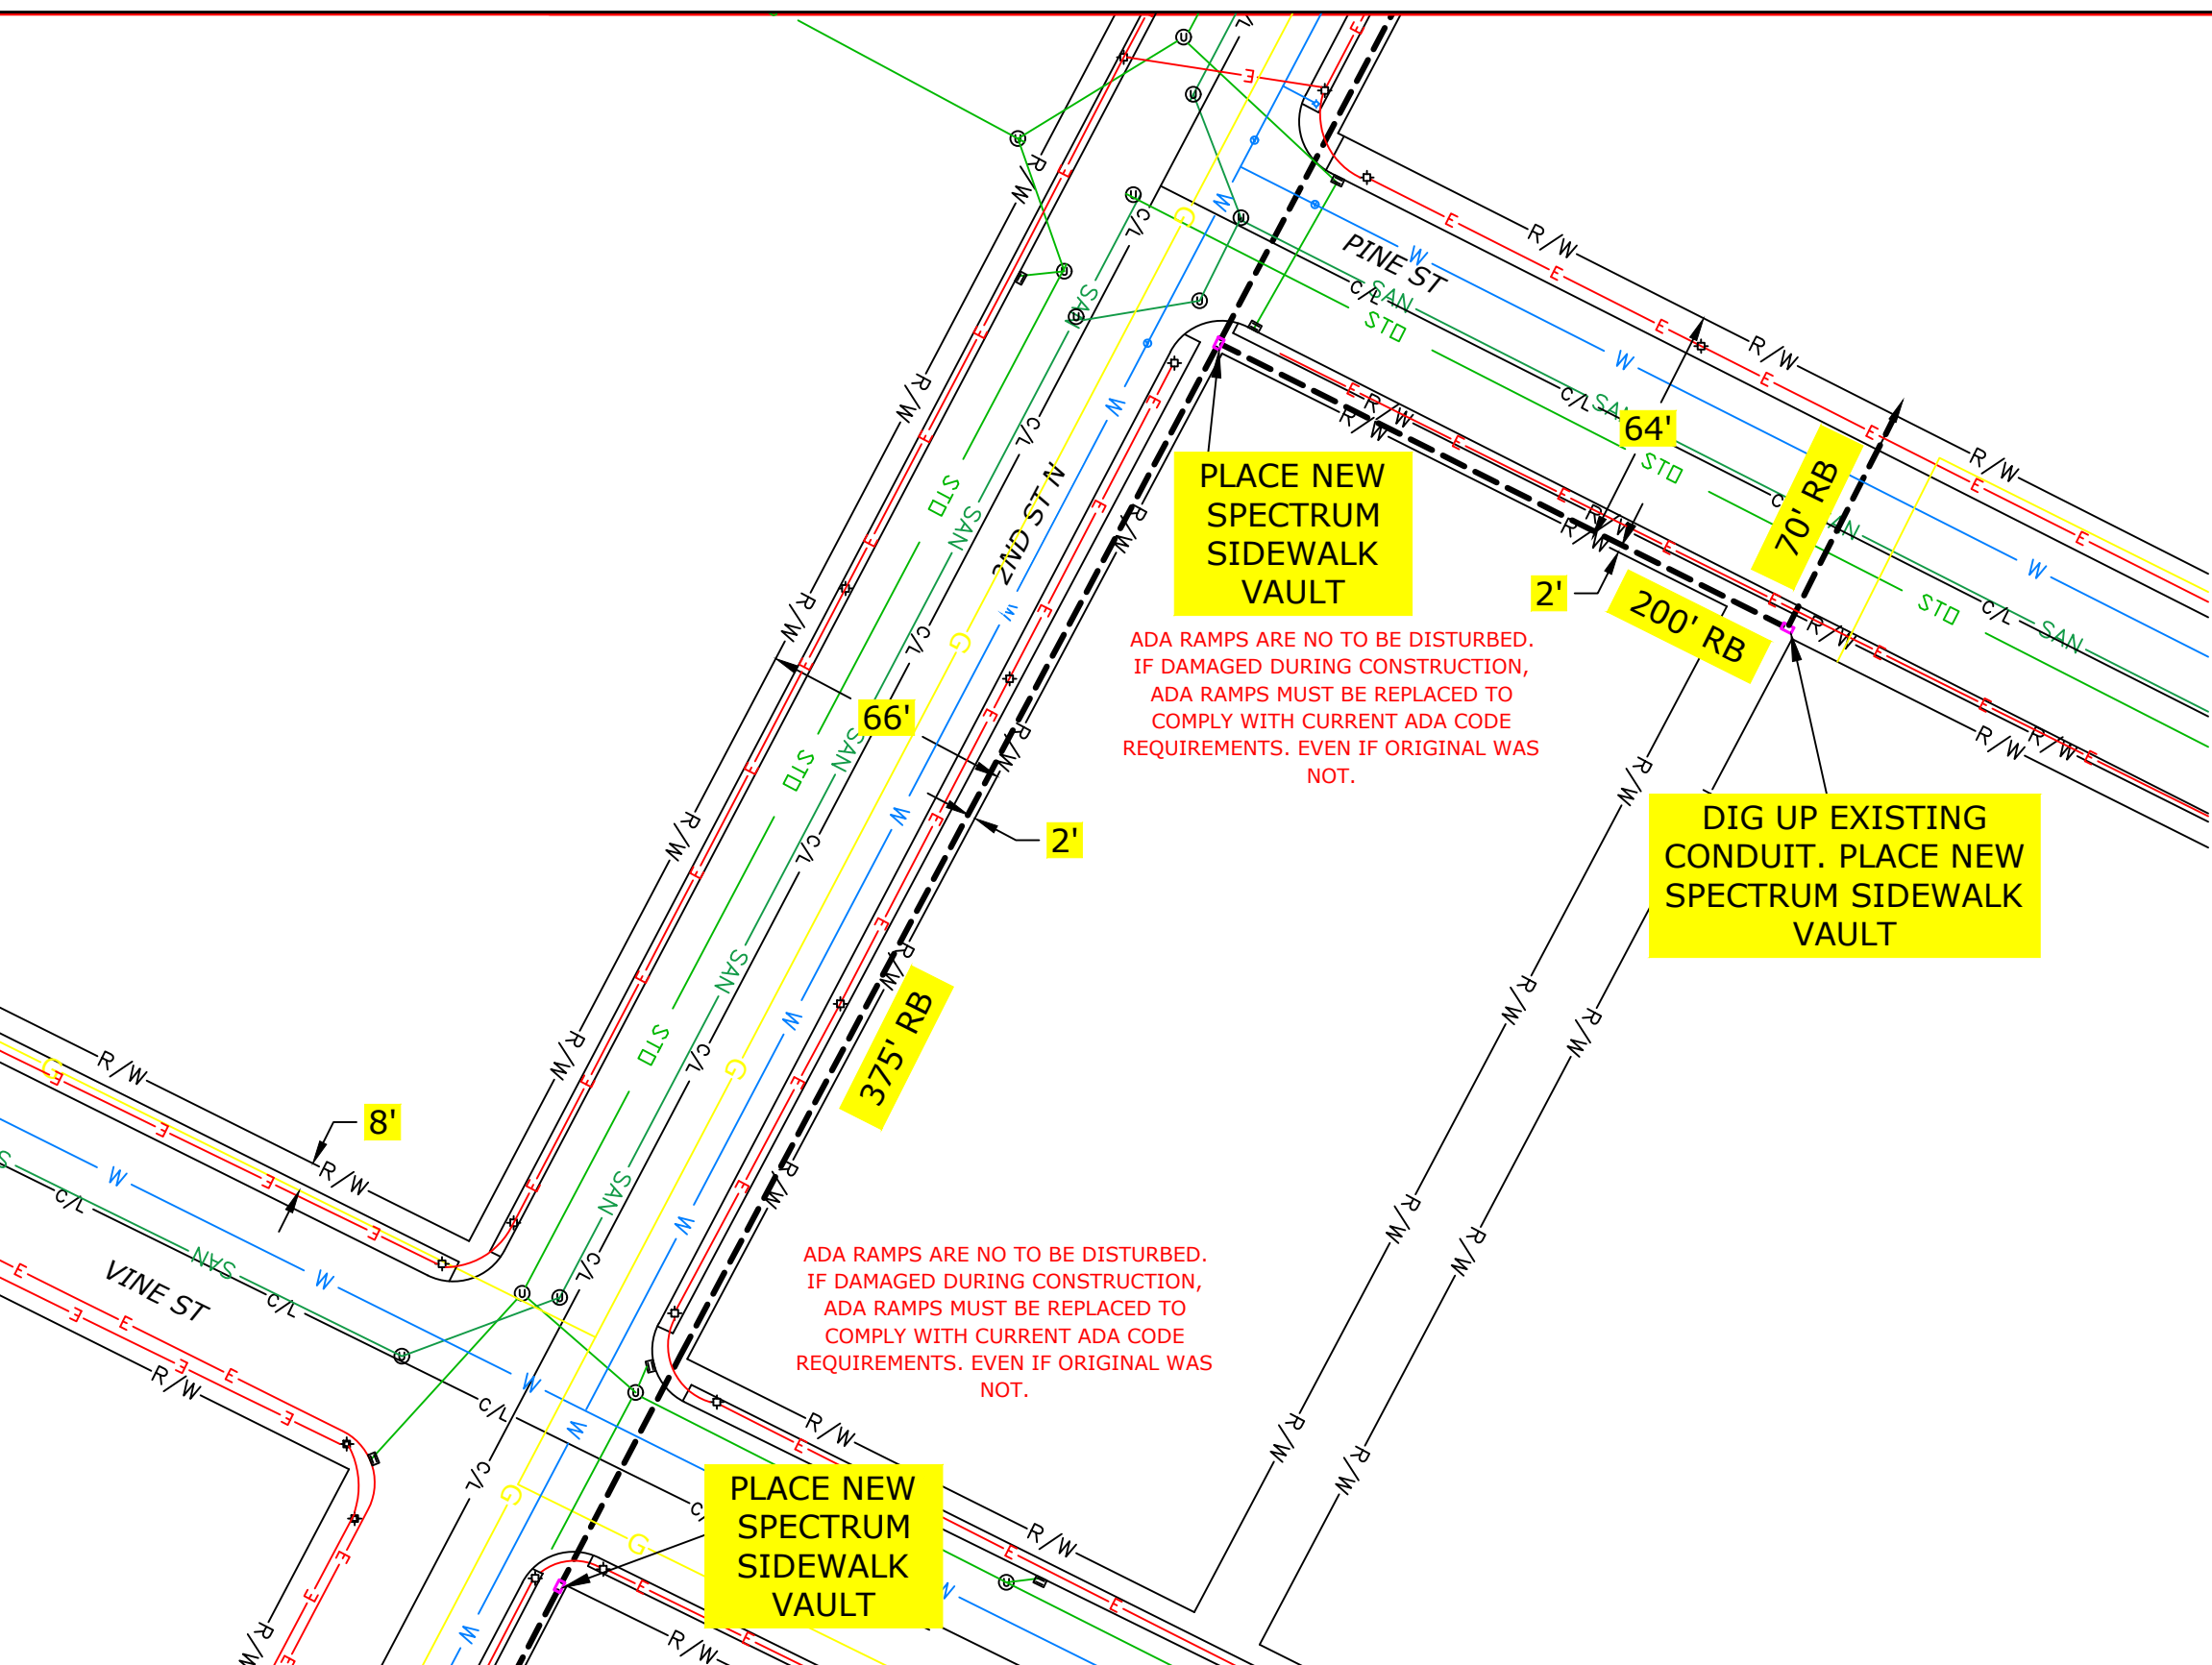 PINE ST
2ND ST N
VINE ST
PLACE NEW
SPECTRUM
SIDEWALK
VAULT
ADA RAMPS ARE NO TO BE DISTURBED.
IF DAMAGED DURING CONSTRUCTION,
ADA RAMPS MUST BE REPLACED TO
COMPLY WITH CURRENT ADA CODE
REQUIREMENTS. EVEN IF ORIGINAL WAS
NOT.
64'
70' RB
2'
200' RB
DIG UP EXISTING
CONDUIT. PLACE NEW
SPECTRUM SIDEWALK
VAULT
66'
2'
375' RB
8'
ADA RAMPS ARE NO TO BE DISTURBED.
IF DAMAGED DURING CONSTRUCTION,
ADA RAMPS MUST BE REPLACED TO
COMPLY WITH CURRENT ADA CODE
REQUIREMENTS. EVEN IF ORIGINAL WAS
NOT.
PLACE NEW
SPECTRUM
SIDEWALK
VAULT
R/W
C/L
SAN
STO
E
W
G